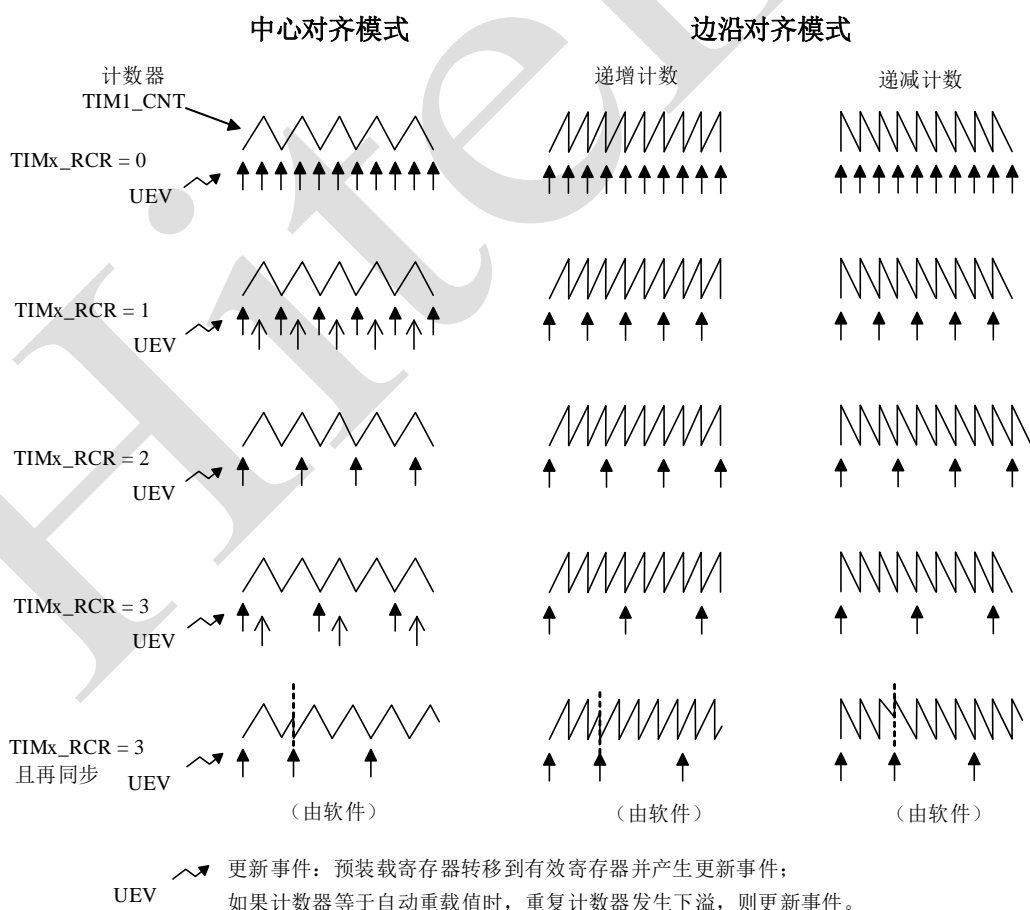 中心对齐模式 边沿对齐模式
计数器 递增计数 递减计数
TIM1_CNT
TIMx_RCR = 0
UEV
TIMx_RCR = 1
UEV
TIMx_RCR = 2
UEV
TIMx_RCR = 3
UEV
TIMx_RCR = 3
且再同步 UEV
（由软件） （由软件） （由软件）
UEV 更新事件：预装载寄存器转移到有效寄存器并产生更新事件；
如果计数器等于自动重载值时，重复计数器发生下溢，则更新事件。